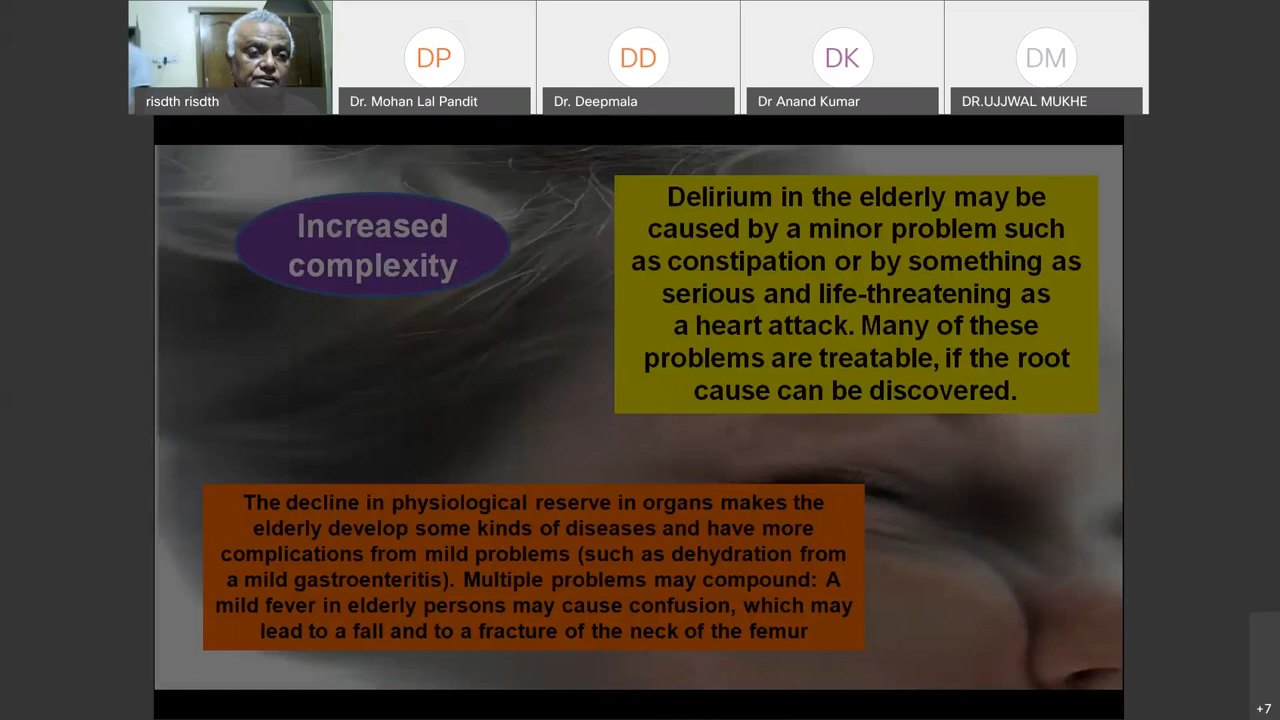 DP
DD
DK
DM
risdth risdth
Dr. Mohan Lal Pandit
Dr. Deepmala
Dr Anand Kumar
DR.UJJWAL MUKHE
Increased
complexity
Delirium in the elderly may be
caused by a minor problem such
as constipation or by something as
serious and life-threatening as
a heart attack. Many of these
problems are treatable, if the root
cause can be discovered.
The decline in physiological reserve in organs makes the
elderly develop some kinds of diseases and have more
complications from mild problems (such as dehydration from
a mild gastroenteritis). Multiple problems may compound: A
mild fever in elderly persons may cause confusion, which may
lead to a fall and to a fracture of the neck of the femur
+7